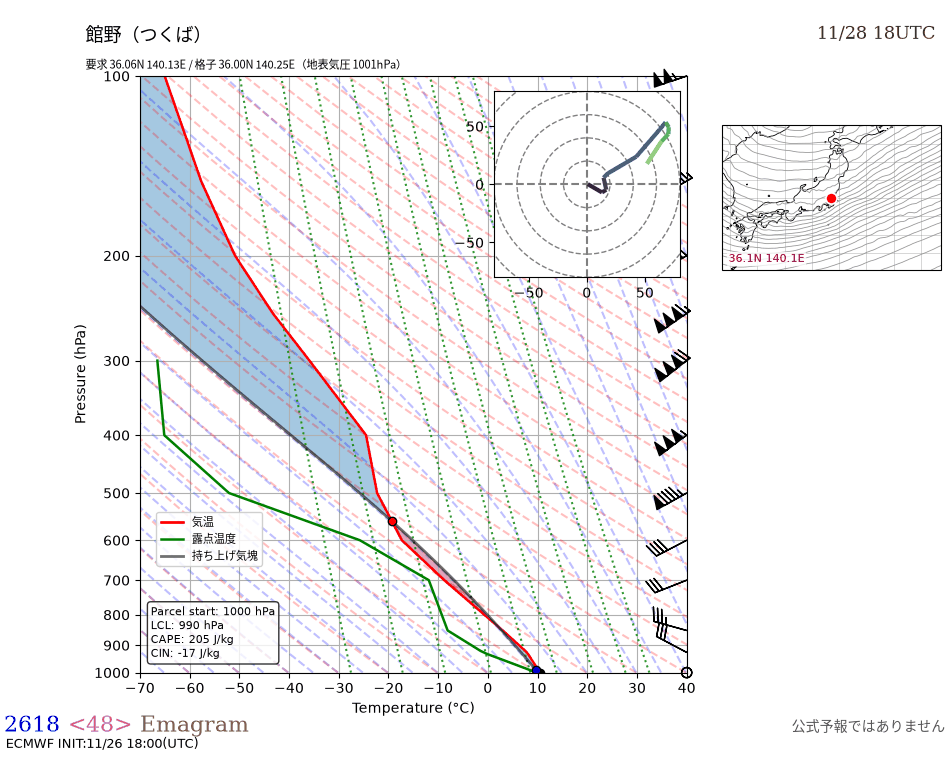 館野（つくば）
11/28 18UTC
要求 36.06N 140.13E / 格子 36.00N 140.25E（地表気圧 1001hPa）
100
200
300
400
500
600
700
800
900
1000
Pressure (hPa)
50
0
−50
−50 0 50
36.1N 140.1E
気温
露点温度
持ち上げ気塊
Parcel start: 1000 hPa
LCL: 990 hPa
CAPE: 205 J/kg
CIN: -17 J/kg
−70 −60 −50 −40 −30 −20 −10 0 10 20 30 40
Temperature (°C)
2618 <48> Emagram
公式予報ではありません
ECMWF INIT:11/26 18:00(UTC)